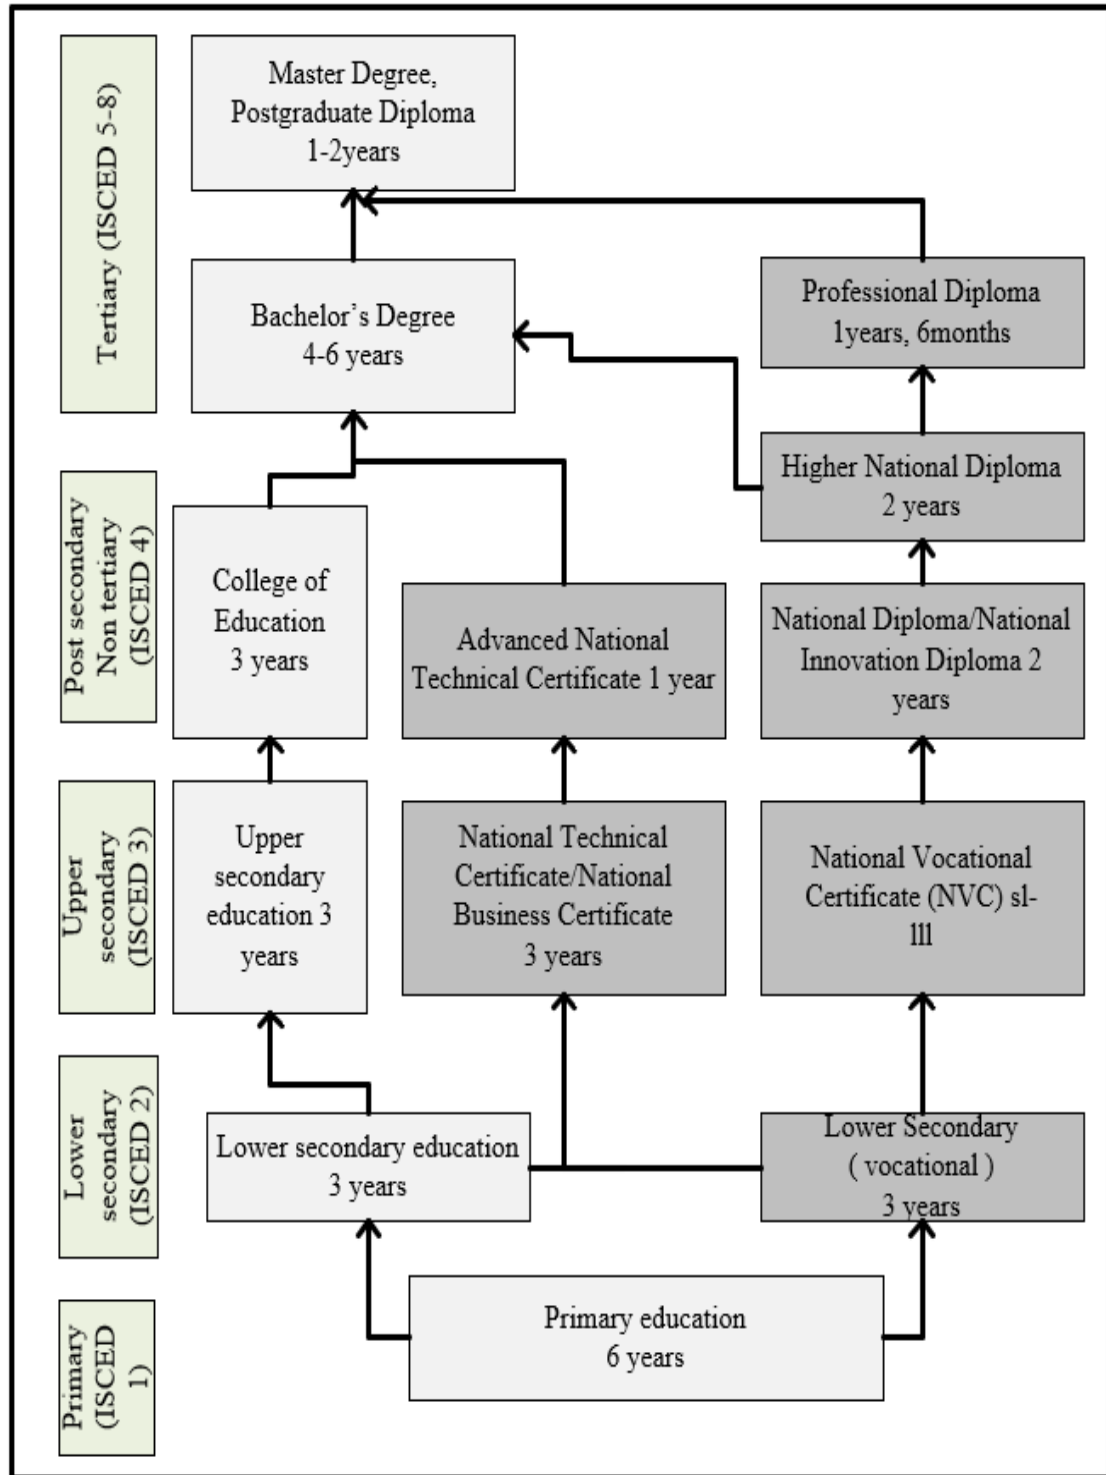 Tertiary (ISCED 5-8)
Master Degree,
Postgraduate Diploma
1-2years
Bachelor's Degree
4-6 years
Professional Diploma
1years, 6months
Higher National Diploma
2 years
Post secondary
Non tertiary
(ISCED 4)
College of
Education
3 years
Advanced National
Technical Certificate 1 year
National Diploma/National
Innovation Diploma 2
years
Upper
secondary
(ISCED 3)
Upper
secondary
education 3
years
National Technical
Certificate/National
Business Certificate
3 years
National Vocational
Certificate (NVC) sl-
lll
Lower
secondary
(ISCED 2)
Lower secondary education
3 years
Lower Secondary
( vocational )
3 years
Primary
(ISCED
1)
Primary education
6 years